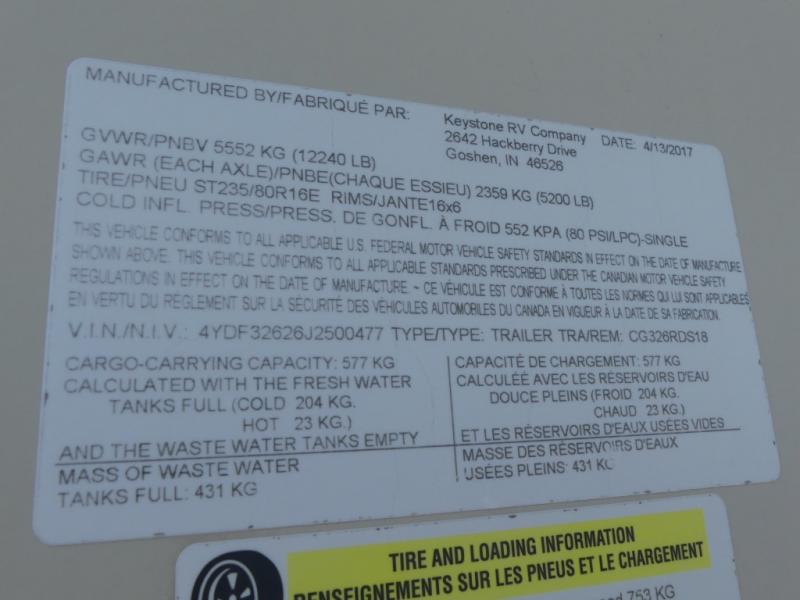 MANUFACTURED BY/FABRIQUÉ PAR:
Keystone RV Company DATE: 4/13/2017
2642 Hackberry Drive
Goshen, IN 46526
GVWR/PNBV 5552 KG (12240 LB)
GAWR (EACH AXLE)/PNBE(CHAQUE ESSIEU) 2359 KG (5200 LB)
TIRE/PNEU ST235/80R16E RIMS/JANTE16x6
COLD INFL. PRESS/PRESS. DE GONFL. À FROID 552 KPA (80 PSI/LPC)-SINGLE
THIS VEHICLE CONFORMS TO ALL APPLICABLE U.S. FEDERAL MOTOR VEHICLE SAFETY STANDARDS IN EFFECT ON THE DATE OF MANUFACTURE
SHOWN ABOVE. THIS VEHICLE CONFORMS TO ALL APPLICABLE STANDARDS PRESCRIBED UNDER THE CANADIAN MOTOR VEHICLE SAFETY
REGULATIONS IN EFFECT ON THE DATE OF MANUFACTURE. ~ CE VÉHICULE EST CONFORME À TOUTES LES NORMES QUI LUI SONT APPLICABLES
EN VERTU DU RÈGLEMENT SUR LA SÉCURITÉ DES VÉHICULES AUTOMOBILES DU CANADA EN VIGUEUR À LA DATE DE SA FABRICATION.
V.I.N./N.I.V.: 4YDF32626J2500477 TYPE/TYPE: TRAILER TRA/REM: CG326RDS18
CARGO-CARRYING CAPACITY: 577 KG
CALCULATED WITH THE FRESH WATER
TANKS FULL (COLD 204 KG.
HOT 23 KG.)
AND THE WASTE WATER TANKS EMPTY
MASS OF WASTE WATER
TANKS FULL: 431 KG
CAPACITÉ DE CHARGEMENT: 577 KG
CALCULÉE AVEC LES RÉSERVOIRS D'EAU
DOUCE PLEINS (FROID 204 KG.
CHAUD 23 KG.)
ET LES RÉSERVOIRS D'EAUX USÉES VIDES
MASSE DES RÉSERVOIRS D'EAUX
USÉES PLEINS: 431 KG
TIRE AND LOADING INFORMATION
RENSEIGNEMENTS SUR LES PNEUS ET LE CHARGEMENT
753 KG